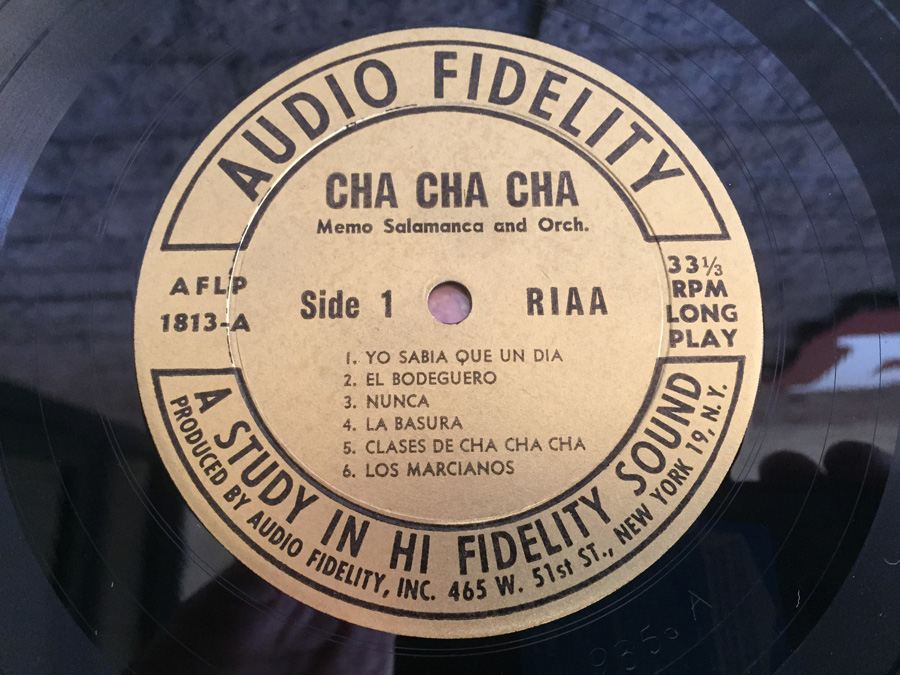 AUDIO FIDELITY
CHA CHA CHA
Memo Salamanca and Orch.
AFLP
1813-A
Side 1
RIAA
33⅓
RPM
LONG
PLAY
1. YO SABIA QUE UN DIA
2. EL BODEGUERO
3. NUNCA
4. LA BASURA
5. CLASES DE CHA CHA CHA
6. LOS MARCIANOS
A STUDY IN HI FIDELITY SOUND
PRODUCED BY AUDIO FIDELITY, INC. 465 W. 51st ST., NEW YORK 19, N.Y.